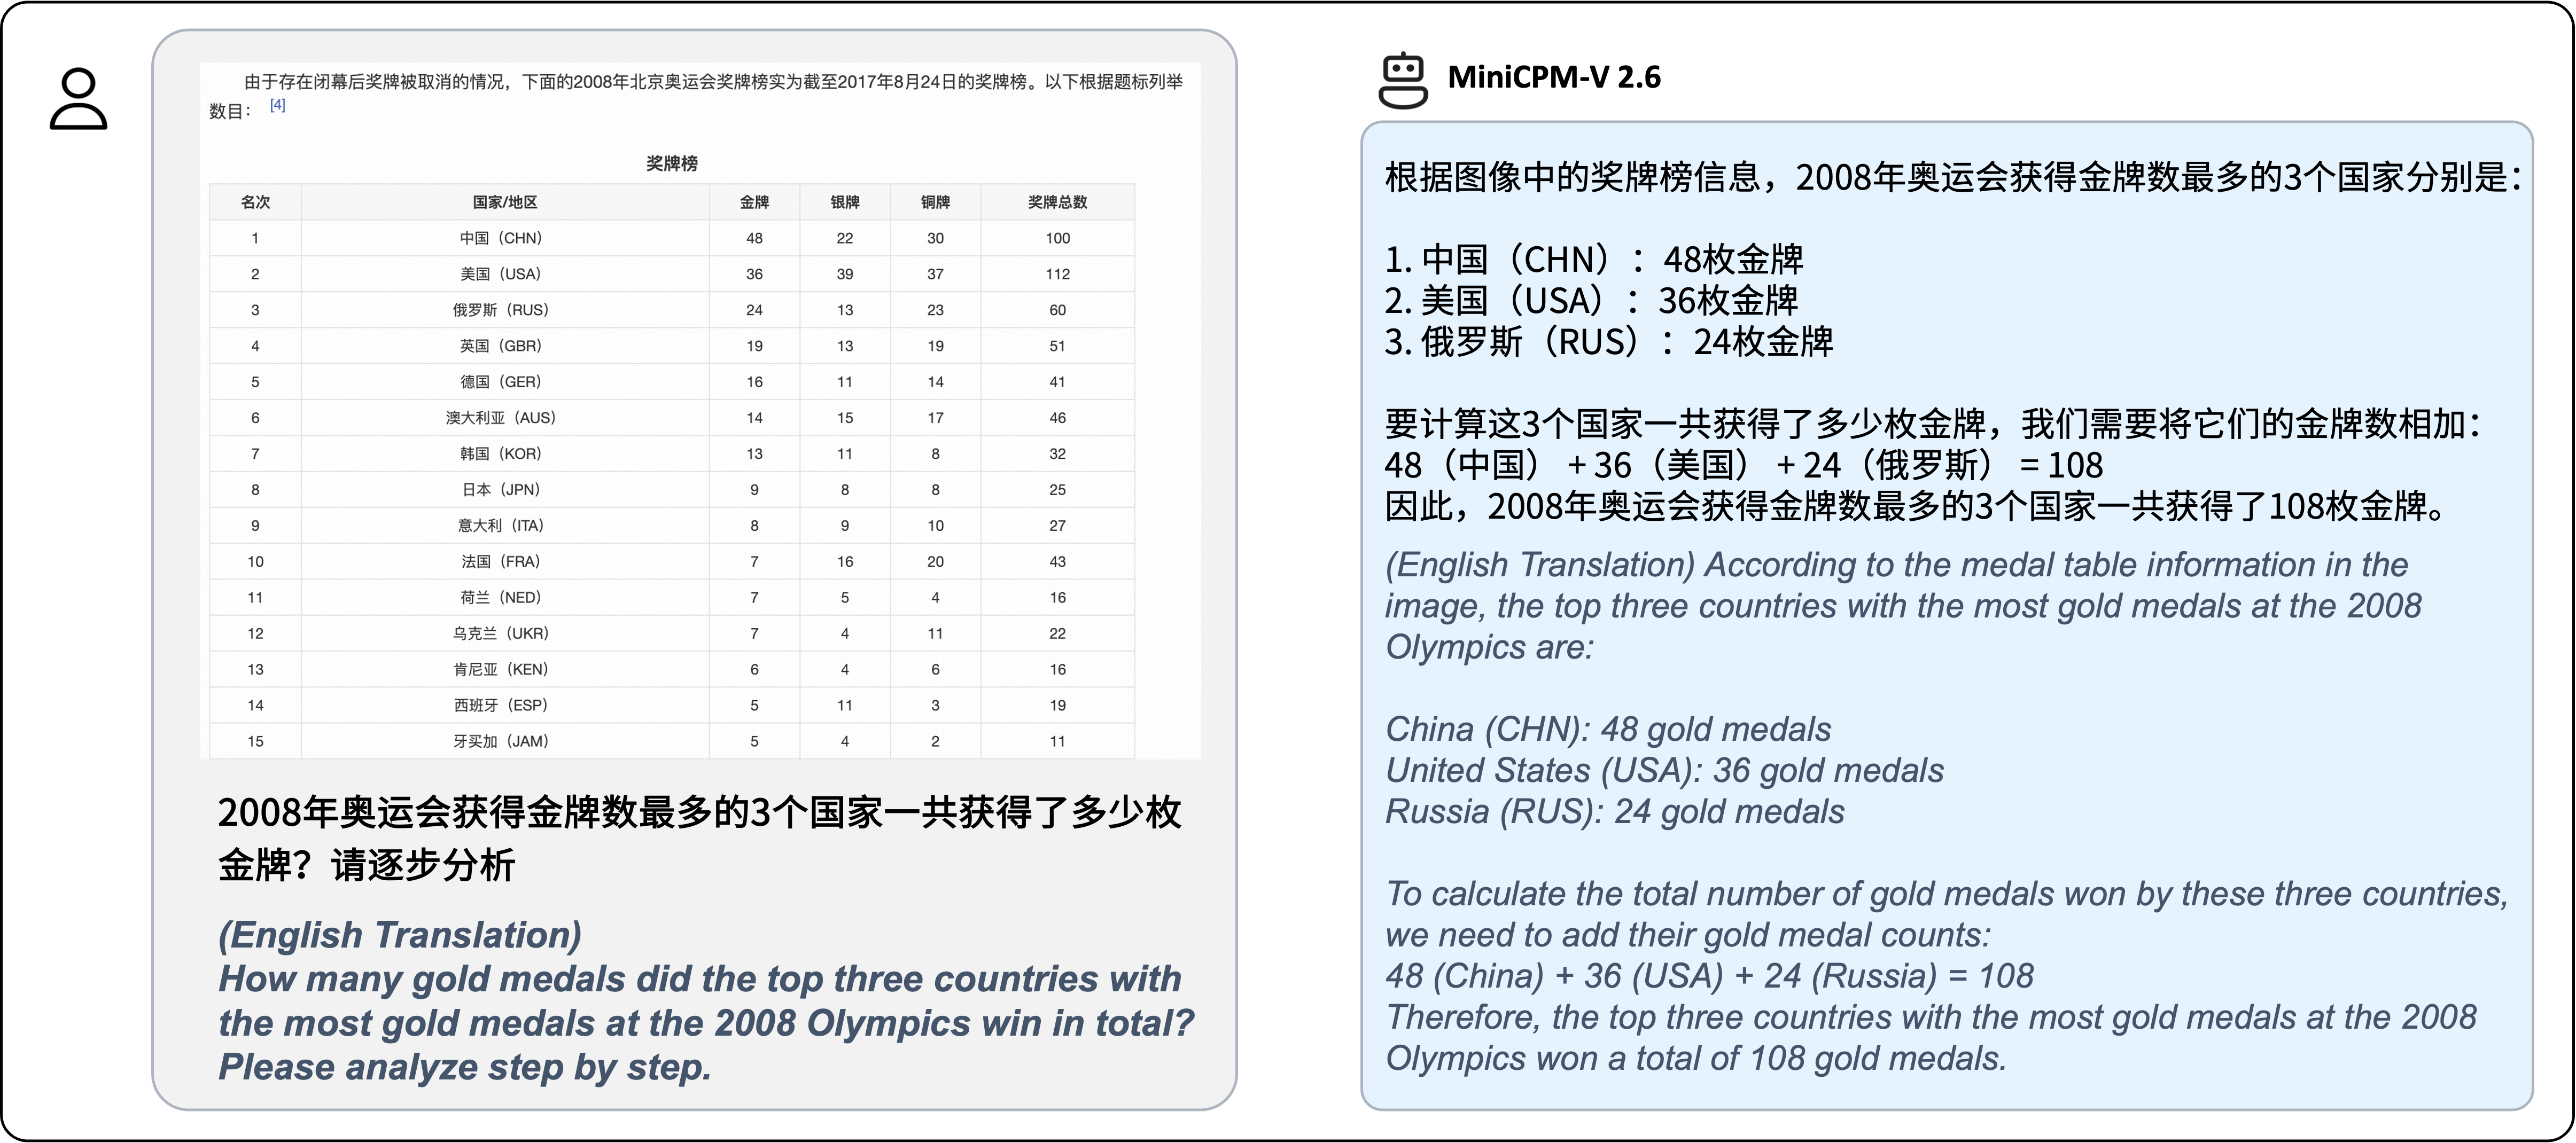 由于存在闭幕后奖牌被取消的情况，下面的2008年北京奥运会奖牌榜实为截至2017年8月24日的奖牌榜。以下根据题标列举
数目： [4]
奖牌榜
名次 国家/地区 金牌 银牌 铜牌 奖牌总数
1 中国（CHN） 48 22 30 100
2 美国（USA） 36 39 37 112
3 俄罗斯（RUS） 24 13 23 60
4 英国（GBR） 19 13 19 51
5 德国（GER） 16 11 14 41
6 澳大利亚（AUS） 14 15 17 46
7 韩国（KOR） 13 11 8 32
8 日本（JPN） 9 8 8 25
9 意大利（ITA） 8 9 10 27
10 法国（FRA） 7 16 20 43
11 荷兰（NED） 7 5 4 16
12 乌克兰（UKR） 7 4 11 22
13 肯尼亚（KEN） 6 4 6 16
14 西班牙（ESP） 5 11 3 19
15 牙买加（JAM） 5 4 2 11
2008年奥运会获得金牌数最多的3个国家一共获得了多少枚
金牌？请逐步分析
(English Translation)
How many gold medals did the top three countries with
the most gold medals at the 2008 Olympics win in total?
Please analyze step by step.
MiniCPM-V 2.6
根据图像中的奖牌榜信息，2008年奥运会获得金牌数最多的3个国家分别是：
1. 中国（CHN）：48枚金牌
2. 美国（USA）：36枚金牌
3. 俄罗斯（RUS）：24枚金牌
要计算这3个国家一共获得了多少枚金牌，我们需要将它们的金牌数相加：
48（中国） + 36（美国） + 24（俄罗斯） = 108
因此，2008年奥运会获得金牌数最多的3个国家一共获得了108枚金牌。
(English Translation) According to the medal table information in the
image, the top three countries with the most gold medals at the 2008
Olympics are:
China (CHN): 48 gold medals
United States (USA): 36 gold medals
Russia (RUS): 24 gold medals
To calculate the total number of gold medals won by these three countries,
we need to add their gold medal counts:
48 (China) + 36 (USA) + 24 (Russia) = 108
Therefore, the top three countries with the most gold medals at the 2008
Olympics won a total of 108 gold medals.